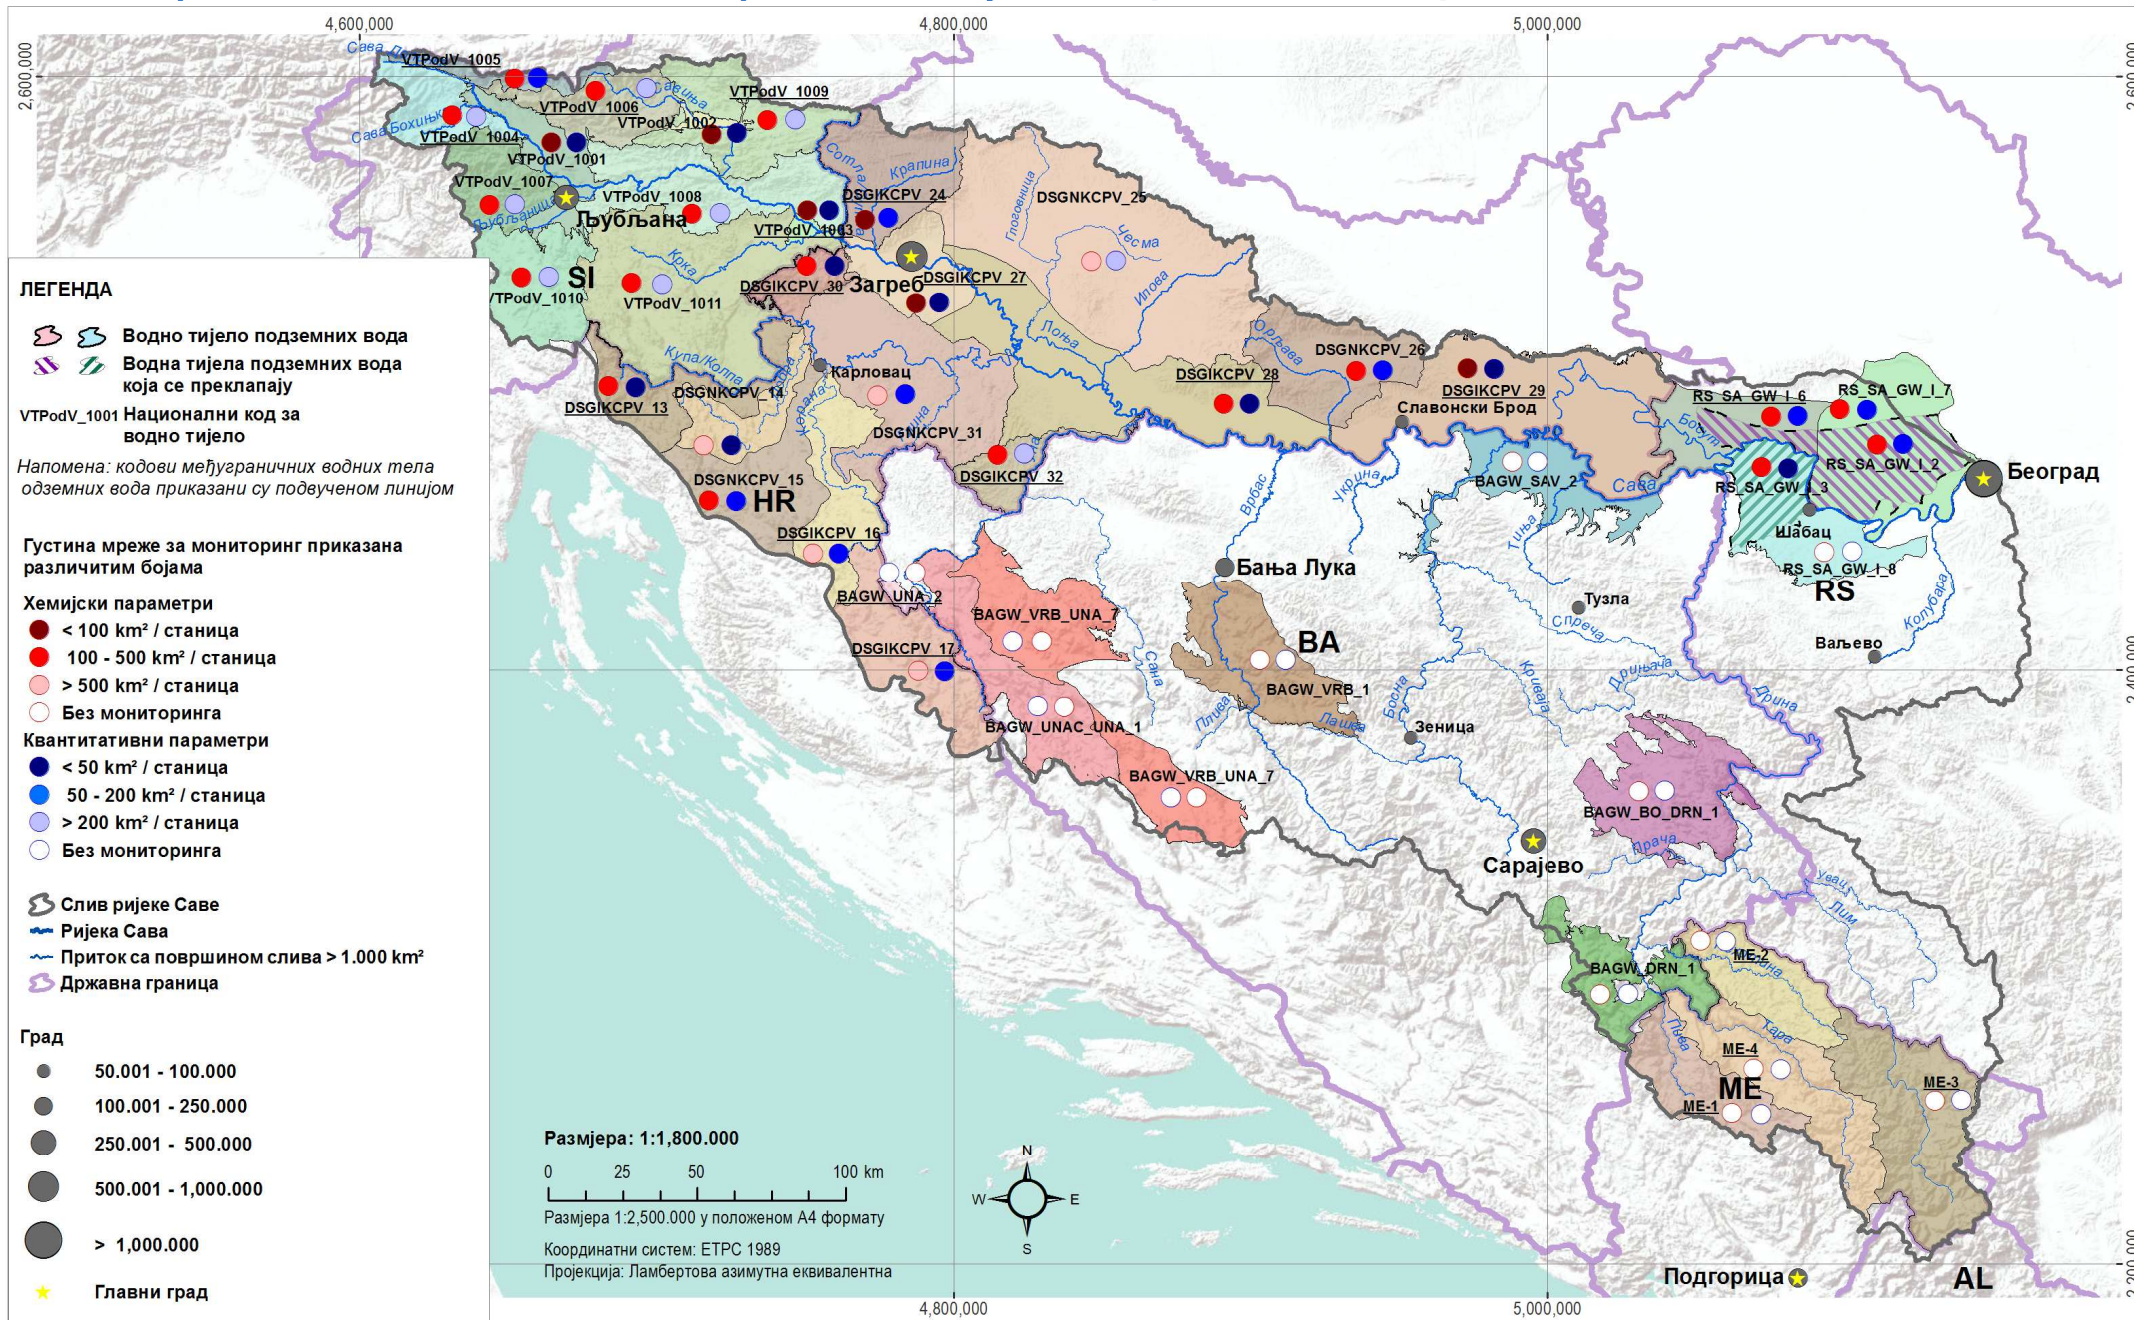 4,600,000
4,800,000
5,000,000
2,600,000
2,600,000
VTPodV_1005
VTPodV_1006
VTPodV_1009
VTPodV_1002
VTPodV_1004
VTPodV_1001
VTPodV_1007
VTPodV_1008
VTPodV_1003
VTPodV_1010
VTPodV_1011
Савиња
Сава Бохињк
Љубљаница
Љубљана
SI
Крка
Сотла
Крапина
DSGIKCPV_24
DSGNKCPV_25
Глоговница
Чесма
Илова
DSGIKCPV_27
Загреб
DSGIKCPV_30
Лоња
Орљава
DSGNKCPV_26
DSGIKCPV_28
DSGIKCPV_29
Славонски Брод
Купа/Колпа
Карловац
Корана
DSGIKCPV_13
DSGNKCPV_14
DSGNKCPV_31
DSGIKCPV_32
DSGNKCPV_15
HR
DSGIKCPV_16
DSGIKCPV_17
RS_SA_GW_I_6
RS_SA_GW_I_7
RS_SA_GW_I_2
RS_SA_GW_I_3
RS_SA_GW_I_8
Босут
Београд
Шабац
RS
Ваљево
Колубара
BAGW_SAV_2
Сава
Врбас
Укрина
Тиња
Бања Лука
Тузла
Спреча
BAGW_UNA_2
BAGW_VRB_UNA_7
Сана
BA
BAGW_VRB_1
Плива
Лашва
Босна
Зеница
Криваја
Дрињача
Дрина
BAGW_UNAC_UNA_1
BAGW_VRB_UNA_7
BAGW_BO_DRN_1
Прача
Сарајево
Увац
Лим
BAGW_DRN_1
ME-2
Пива
Тара
ME-4
ME
ME-1
ME-3
Подгорица
AL
ЛЕГЕНДА
Водно тијело подземних вода
Водна тијела подземних вода
која се преклапају
VTPodV_1001 Национални код за
водно тијело
Напомена: кодови међуграничних водних тела
одземних вода приказани су подвученом линијом
Густина мреже за мониторинг приказана
различитим бојама
Хемијски параметри
< 100 km² / станица
100 - 500 km² / станица
> 500 km² / станица
Без мониторинга
Квантитативни параметри
< 50 km² / станица
50 - 200 km² / станица
> 200 km² / станица
Без мониторинга
Слив ријеке Саве
Ријека Сава
Приток са површином слива > 1.000 km²
Државна граница
Град
50.001 - 100.000
100.001 - 250.000
250.001 - 500.000
500.001 - 1,000.000
> 1,000.000
Главни град
Размјера: 1:1,800.000
0 25 50 100 km
Размјера 1:2,500.000 у положеном А4 формату
Координатни систем: ЕТРС 1989
Пројекција: Ламбертова азимутна еквивалентна
N
W E
S
4,800,000
5,000,000